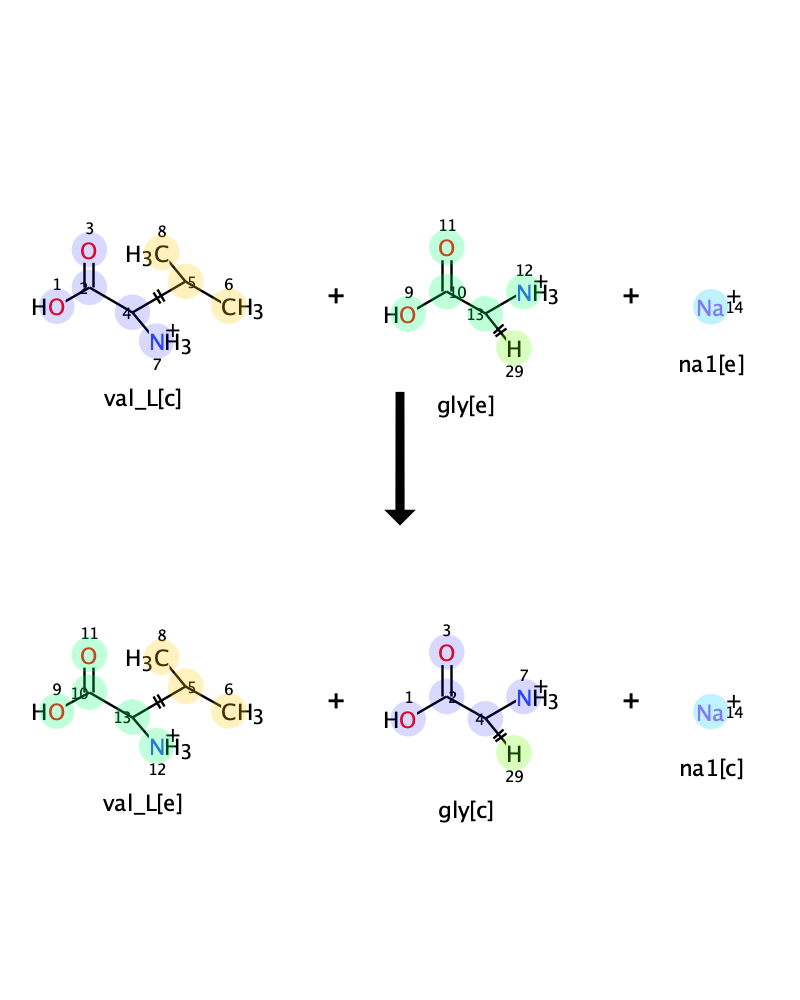 3 8 11
H₃C O 12
O 5 6 10 NH₃⁺
1 2 9 Na⁺ 14
HO 4 CH₃ + HO 13 +
NH₃⁺ H
7 29
val_L[c] gly[e] na1[e]
11 8 3
H₃C O 7
O 5 6 2 NH₃⁺
9 10 1 Na⁺ 14
HO 13 CH₃ + HO 4 +
NH₃⁺ H
12 29
val_L[e] gly[c] na1[c]